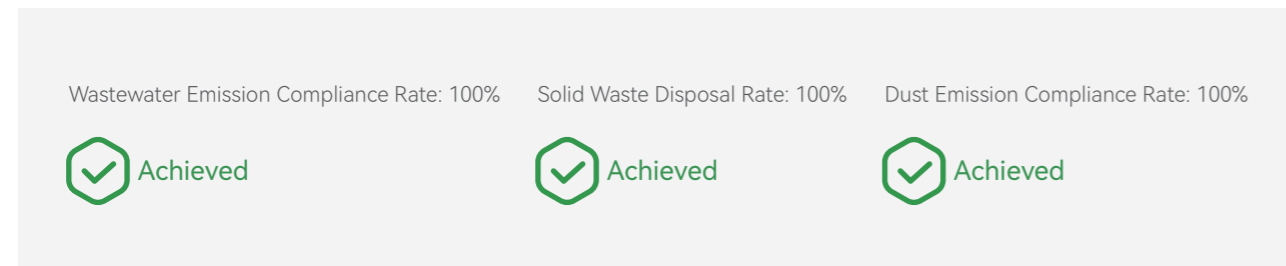 Wastewater Emission Compliance Rate: 100%
Achieved
Solid Waste Disposal Rate: 100%
Achieved
Dust Emission Compliance Rate: 100%
Achieved